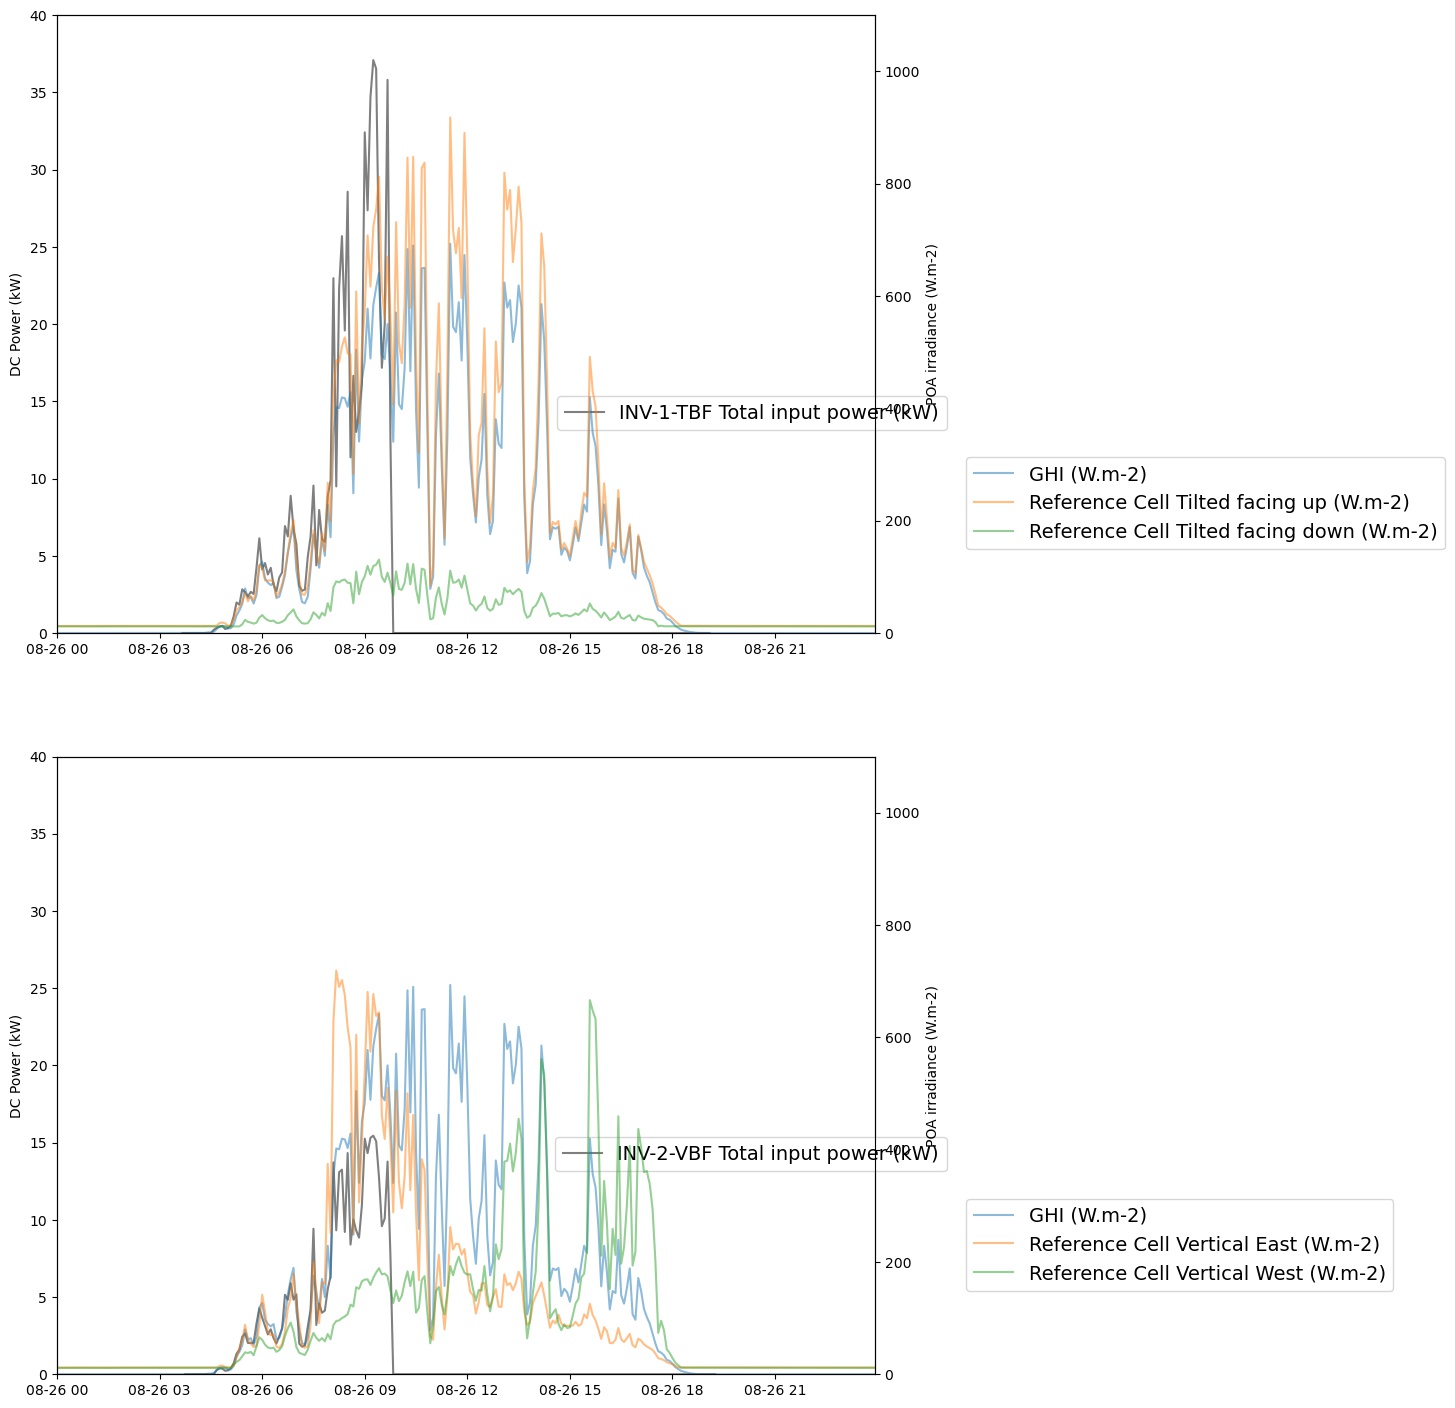 40
35
30
25
20
15
10
5
0
DC Power (kW)
1000
800
600
400
200
0
POA irradiance (W.m-2)
INV-1-TBF Total input power (kW)
GHI (W.m-2)
Reference Cell Tilted facing up (W.m-2)
Reference Cell Tilted facing down (W.m-2)
08-26 00 08-26 03 08-26 06 08-26 09 08-26 12 08-26 15 08-26 18 08-26 21
40
35
30
25
20
15
10
5
0
DC Power (kW)
1000
800
600
400
200
0
POA irradiance (W.m-2)
INV-2-VBF Total input power (kW)
GHI (W.m-2)
Reference Cell Vertical East (W.m-2)
Reference Cell Vertical West (W.m-2)
08-26 00 08-26 03 08-26 06 08-26 09 08-26 12 08-26 15 08-26 18 08-26 21